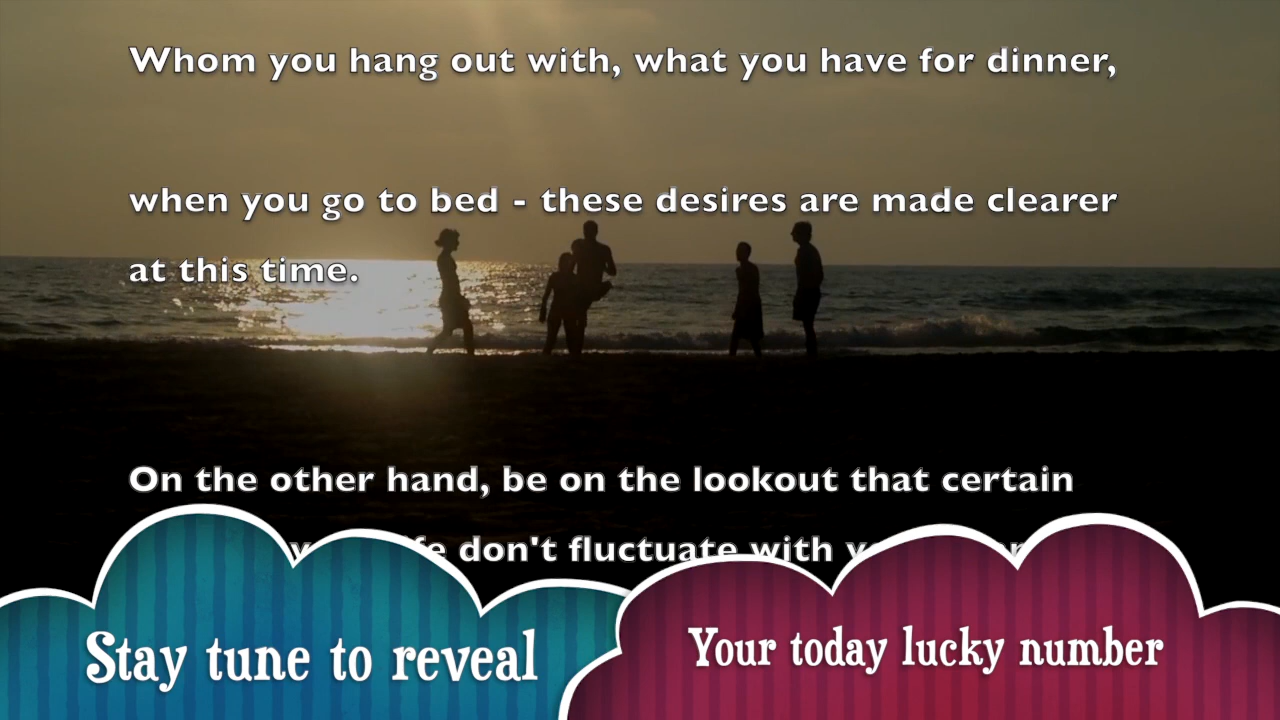 Whom you hang out with, what you have for dinner,
when you go to bed - these desires are made clearer
at this time.
On the other hand, be on the lookout that certain
don't fluctuate with
Stay tune to reveal
Your today lucky number